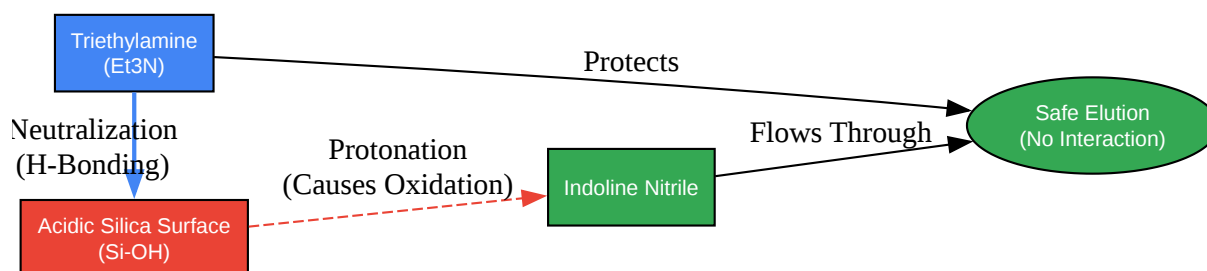 Triethylamine
(Et3N)
Protects
Neutralization
(H-Bonding)
Protonation
(Causes Oxidation)
Flows Through
Safe Elution
(No Interaction)
Indoline Nitrile
Acidic Silica Surface
(Si-OH)